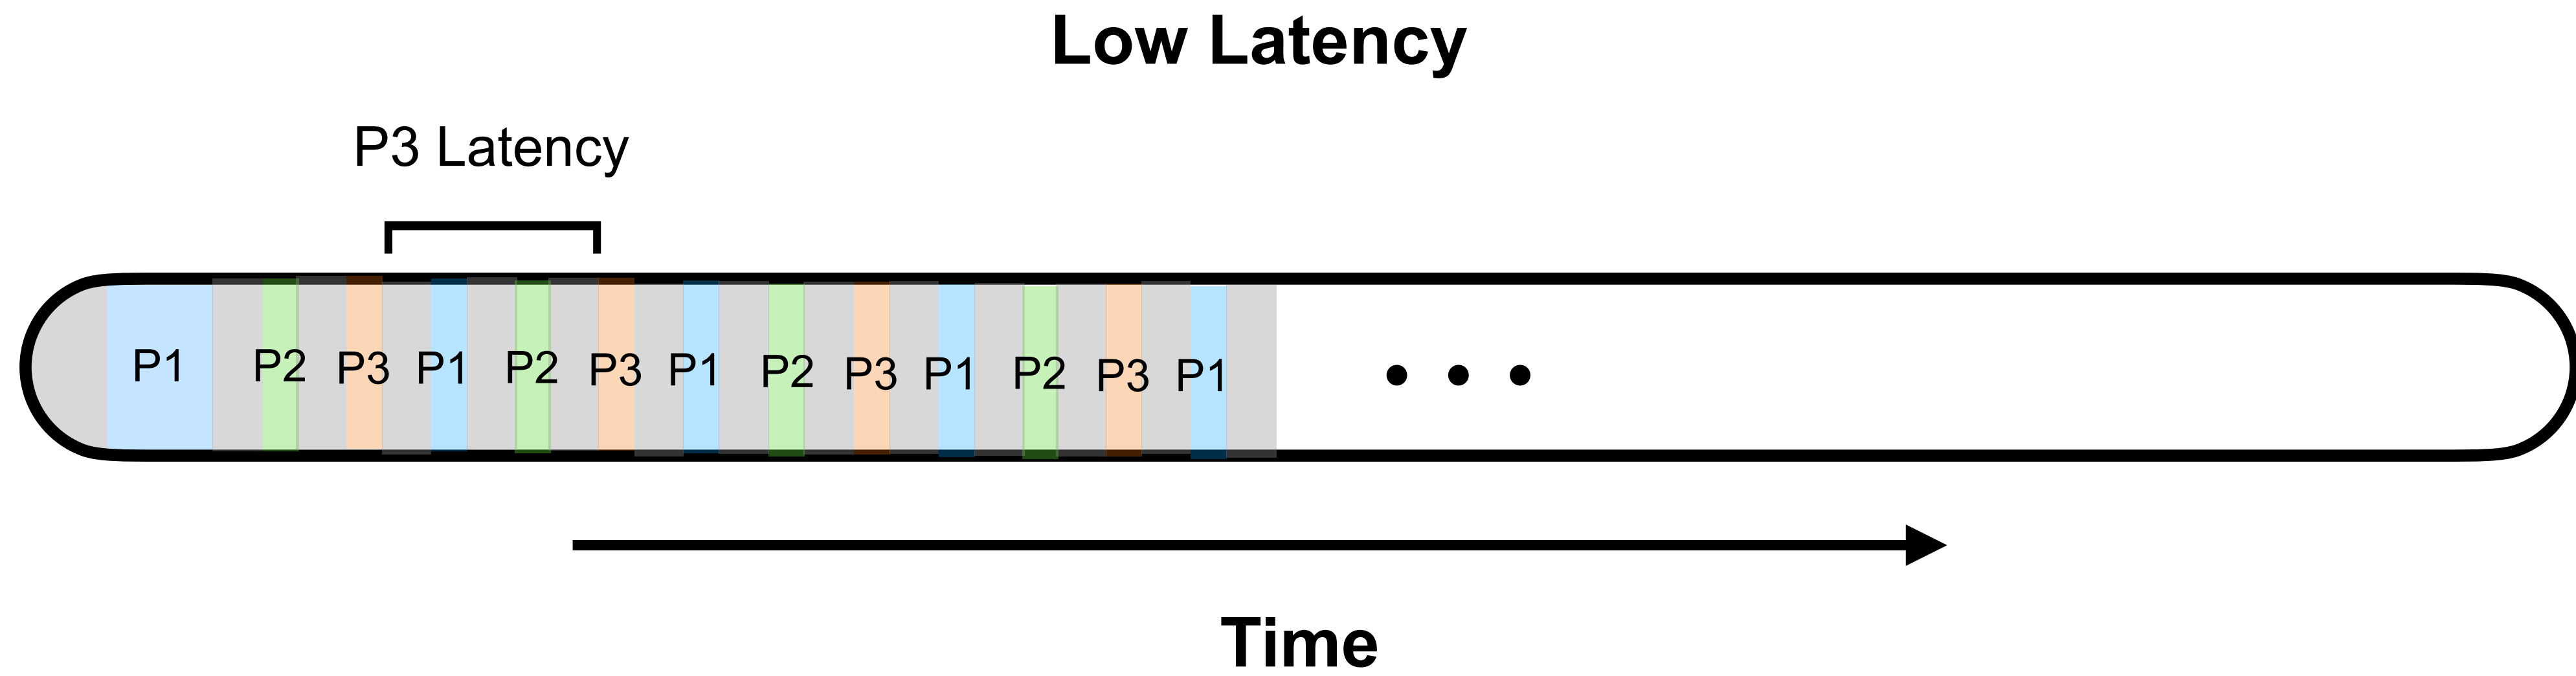 Low Latency
P3 Latency
P1 P2 P3 P1 P2 P3 P1 P2 P3 P1 P2 P3 P1
Time